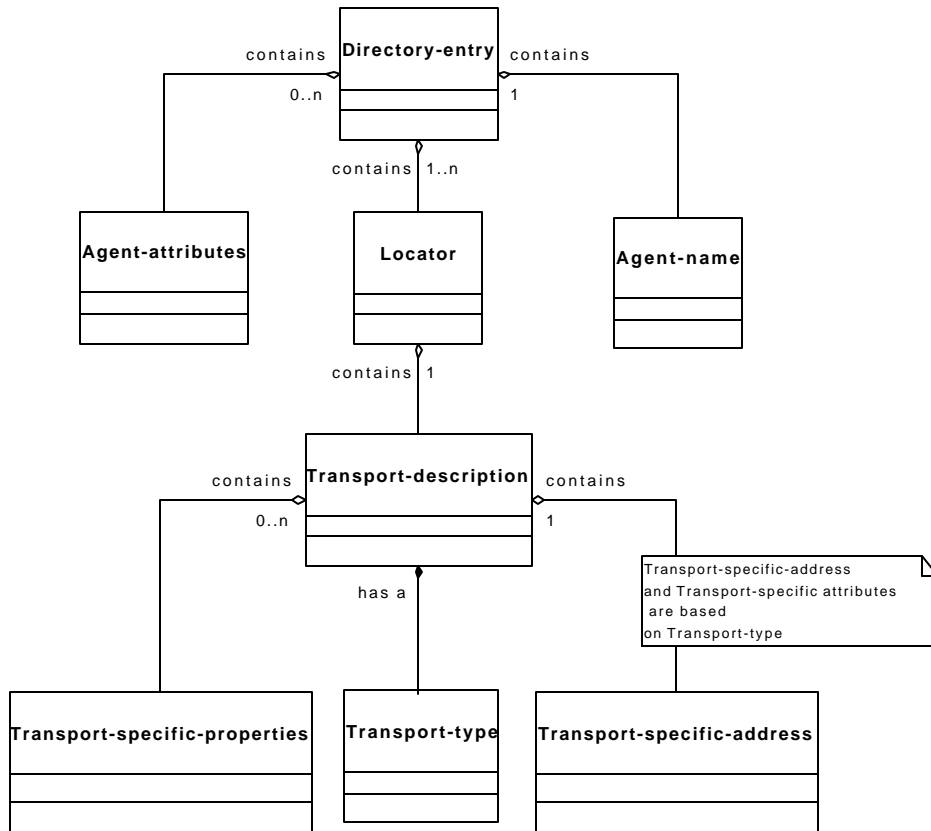 Directory-entry
contains
contains
0..n
1
contains
1..n
Agent-attributes
Locator
Agent-name
contains
1
Transport-description
contains
contains
0..n
1
has a
Transport-specific-address
and Transport-specific attributes
are based
on Transport-type
Transport-specific-properties
Transport-type
Transport-specific-address